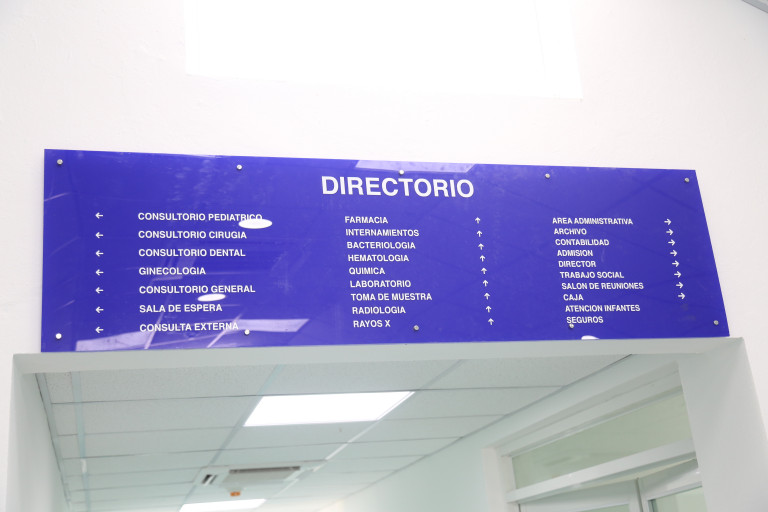 DIRECTORIO
CONSULTORIO PEDIATRICO
CONSULTORIO CIRUGIA
CONSULTORIO DENTAL
GINECOLOGIA
CONSULTORIO GENERAL
SALA DE ESPERA
CONSULTA EXTERNA
FARMACIA
INTERNAMIENTOS
BACTERIOLOGIA
HEMATOLOGIA
QUIMICA
LABORATORIO
TOMA DE MUESTRA
RADIOLOGIA
RAYOS X
AREA ADMINISTRATIVA
ARCHIVO
CONTABILIDAD
ADMISION
DIRECTOR
TRABAJO SOCIAL
SALON DE REUNIONES
CAJA
ATENCION INFANTES
SEGUROS